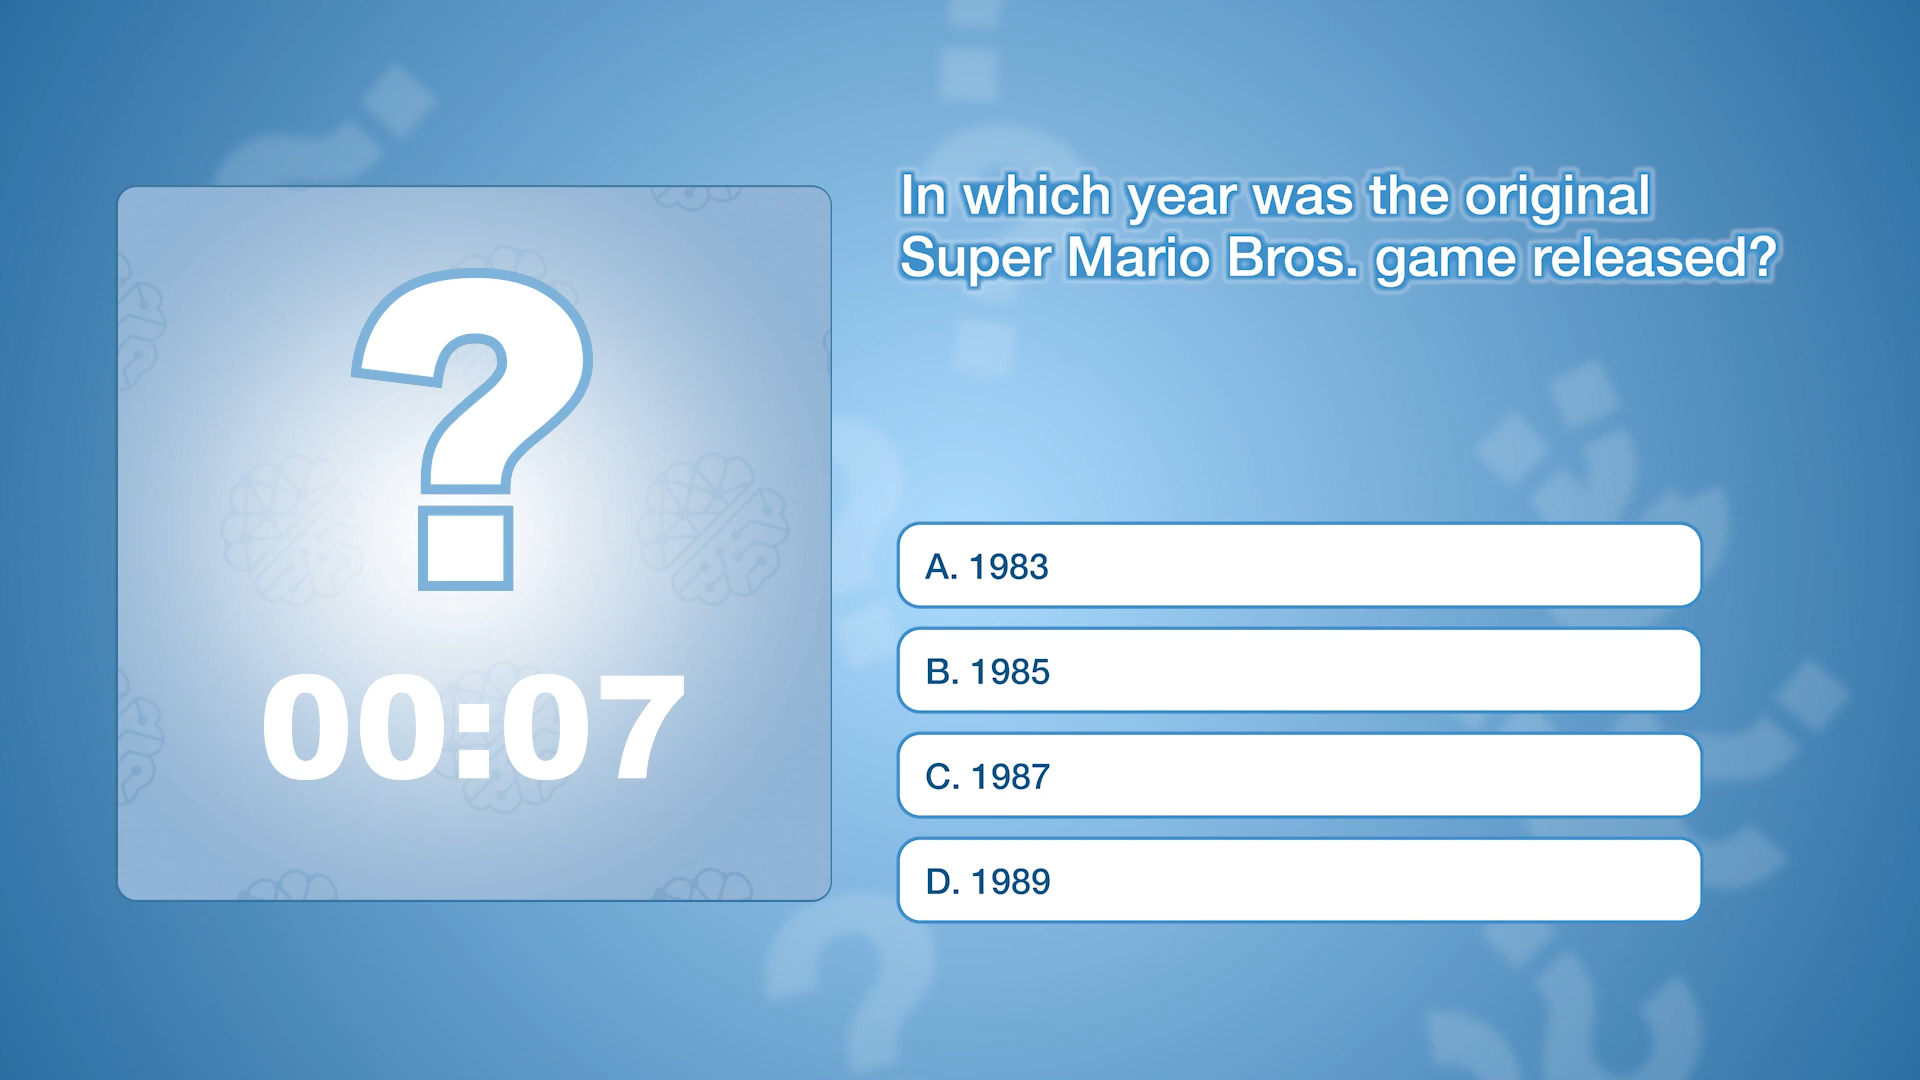 In which year was the original
Super Mario Bros. game released?
?
00:07
A. 1983
B. 1985
C. 1987
D. 1989